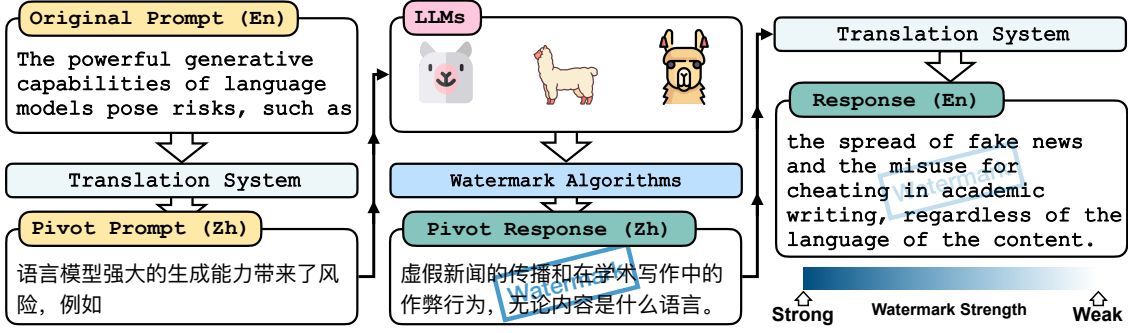 Original Prompt (En)
The powerful generative
capabilities of language
models pose risks, such as
Translation System
Pivot Prompt (Zh)
语言模型强大的生成能力带来了风
险，例如
LLMs
Watermark Algorithms
Pivot Response (Zh)
虚假新闻的传播和在学术写作中的
作弊行为，无论内容是什么语言。
Watermark
Translation System
Response (En)
the spread of fake news
and the misuse for
cheating in academic
writing, regardless of the
language of the content.
Watermark
Strong
Watermark Strength
Weak